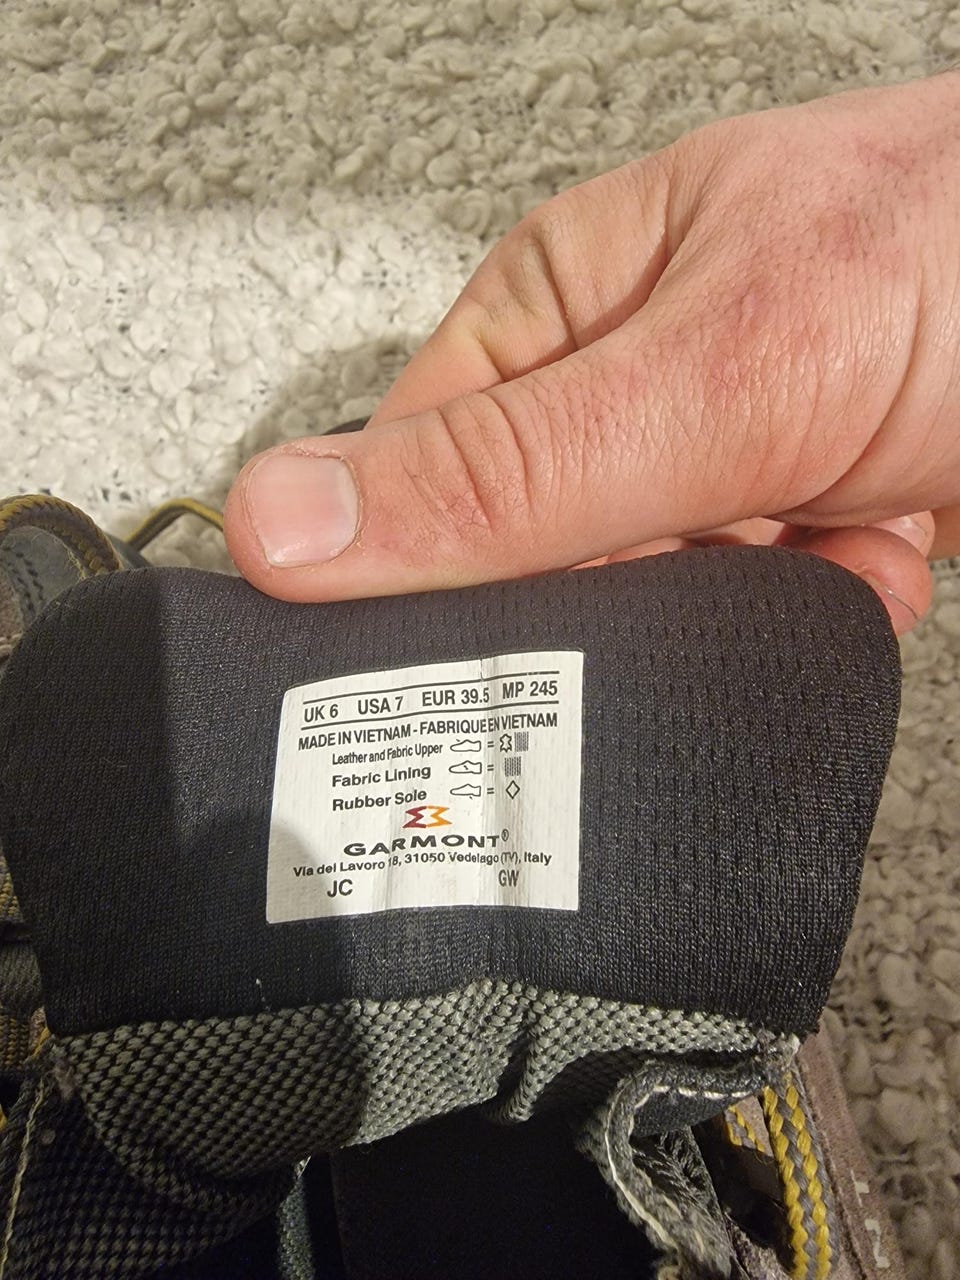 UK 6 USA 7 EUR 39.5 MP 245
MADE IN VIETNAM - FABRIQUE EN VIETNAM
Leather and Fabric Upper =
Fabric Lining =
Rubber Sole =
GARMONT®
Via del Lavoro 18, 31050 Vedelago (TV), Italy
JC GW